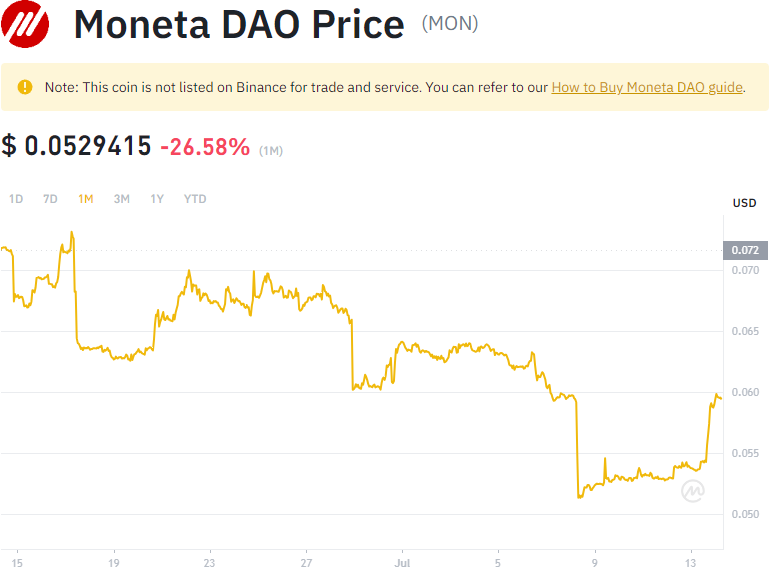 Moneta DAO Price (MON)
Note: This coin is not listed on Binance for trade and service. You can refer to our How to Buy Moneta DAO guide.
$ 0.0529415 -26.58% (1M)
1D 7D 1M 3M 1Y YTD
USD
0.072
0.070
0.065
0.060
0.055
0.050
15 19 23 27 Jul 5 9 13